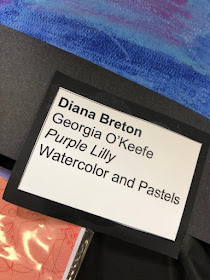 Diana Breton
Georgia O'Keefe
Purple Lilly
Watercolor and Pastels